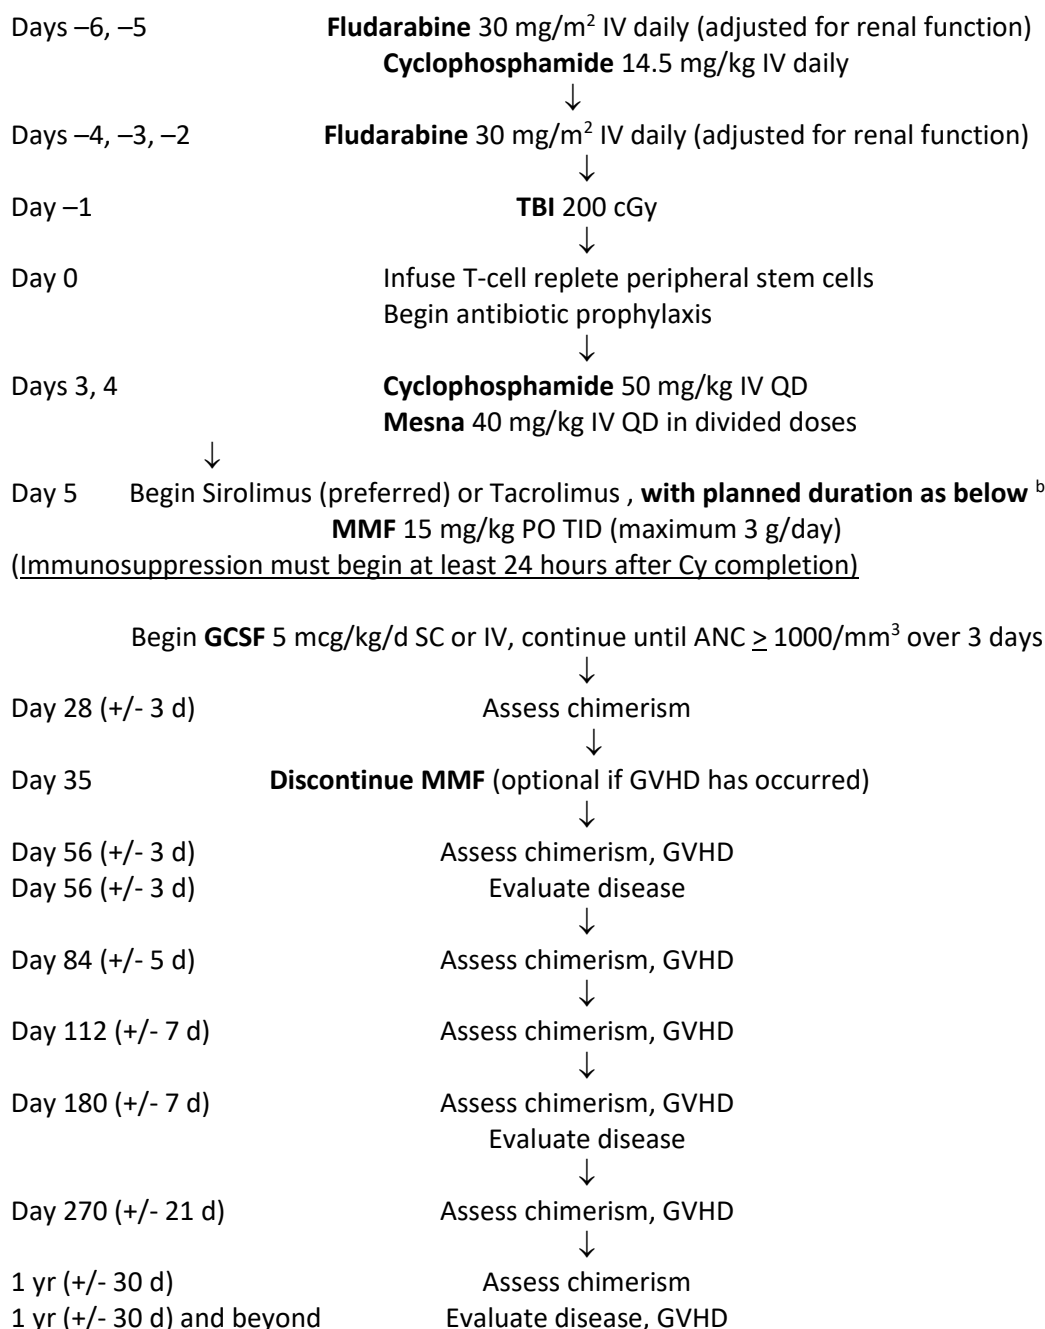 Days –6, –5 Fludarabine 30 mg/m² IV daily (adjusted for renal function)
Cyclophosphamide 14.5 mg/kg IV daily
↓
Days –4, –3, –2 Fludarabine 30 mg/m² IV daily (adjusted for renal function)
↓
Day –1 TBI 200 cGy
↓
Day 0 Infuse T-cell replete peripheral stem cells
Begin antibiotic prophylaxis
↓
Days 3, 4 Cyclophosphamide 50 mg/kg IV QD
Mesna 40 mg/kg IV QD in divided doses
↓
Day 5 Begin Sirolimus (preferred) or Tacrolimus , with planned duration as below ᵇ
MMF 15 mg/kg PO TID (maximum 3 g/day)
(Immunosuppression must begin at least 24 hours after Cy completion)
Begin GCSF 5 mcg/kg/d SC or IV, continue until ANC ≥ 1000/mm³ over 3 days
↓
Day 28 (+/- 3 d) Assess chimerism
↓
Day 35 Discontinue MMF (optional if GVHD has occurred)
↓
Day 56 (+/- 3 d) Assess chimerism, GVHD
Day 56 (+/- 3 d) Evaluate disease
↓
Day 84 (+/- 5 d) Assess chimerism, GVHD
↓
Day 112 (+/- 7 d) Assess chimerism, GVHD
↓
Day 180 (+/- 7 d) Assess chimerism, GVHD
Evaluate disease
↓
Day 270 (+/- 21 d) Assess chimerism, GVHD
↓
1 yr (+/- 30 d) Assess chimerism
1 yr (+/- 30 d) and beyond Evaluate disease, GVHD